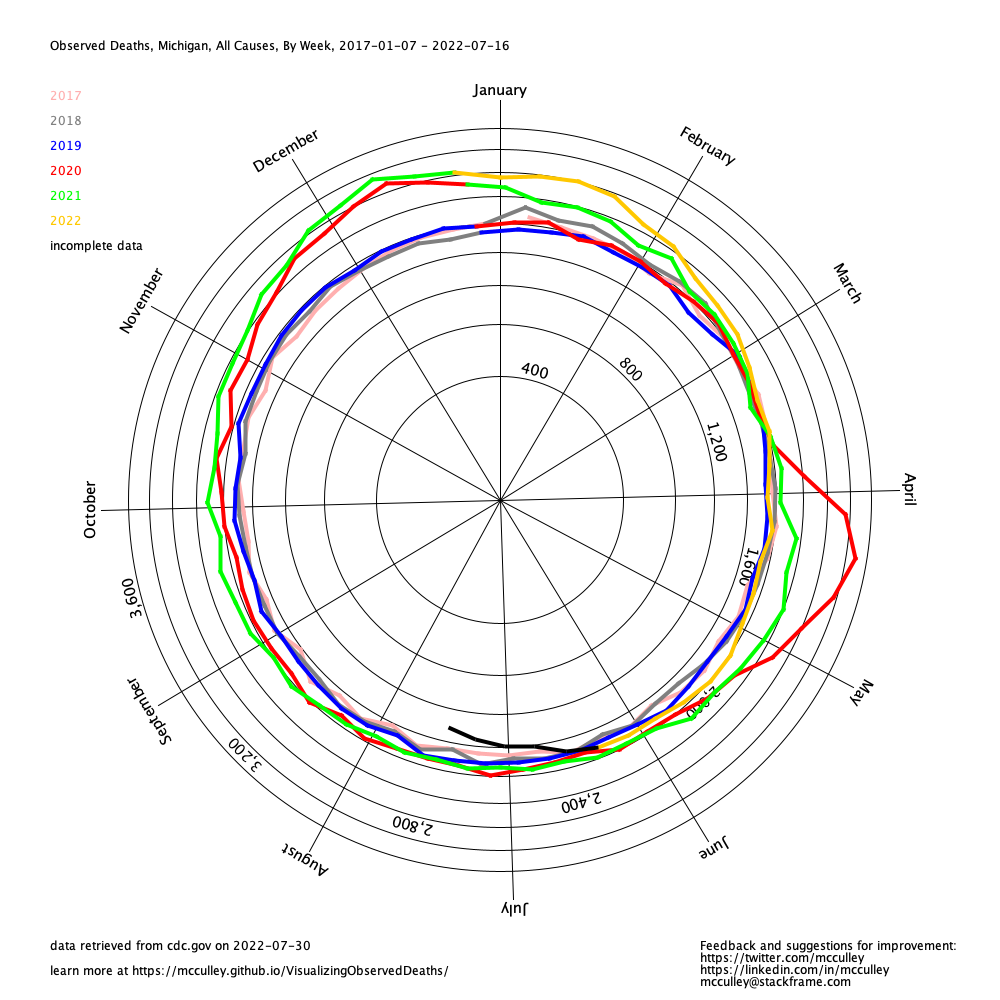 Observed Deaths, Michigan, All Causes, By Week, 2017-01-07 - 2022-07-16
January
2017
2018
2019
2020
2021
2022
incomplete data
December
February
November
March
400
800
1,200
October
April
1,600
3,600
September
May
2,000
3,200
2,400
2,800
August
June
July
data retrieved from cdc.gov on 2022-07-30
learn more at https://mcculley.github.io/VisualizingObservedDeaths/
Feedback and suggestions for improvement:
https://twitter.com/mcculley
https://linkedin.com/in/mcculley
mcculley@stackframe.com